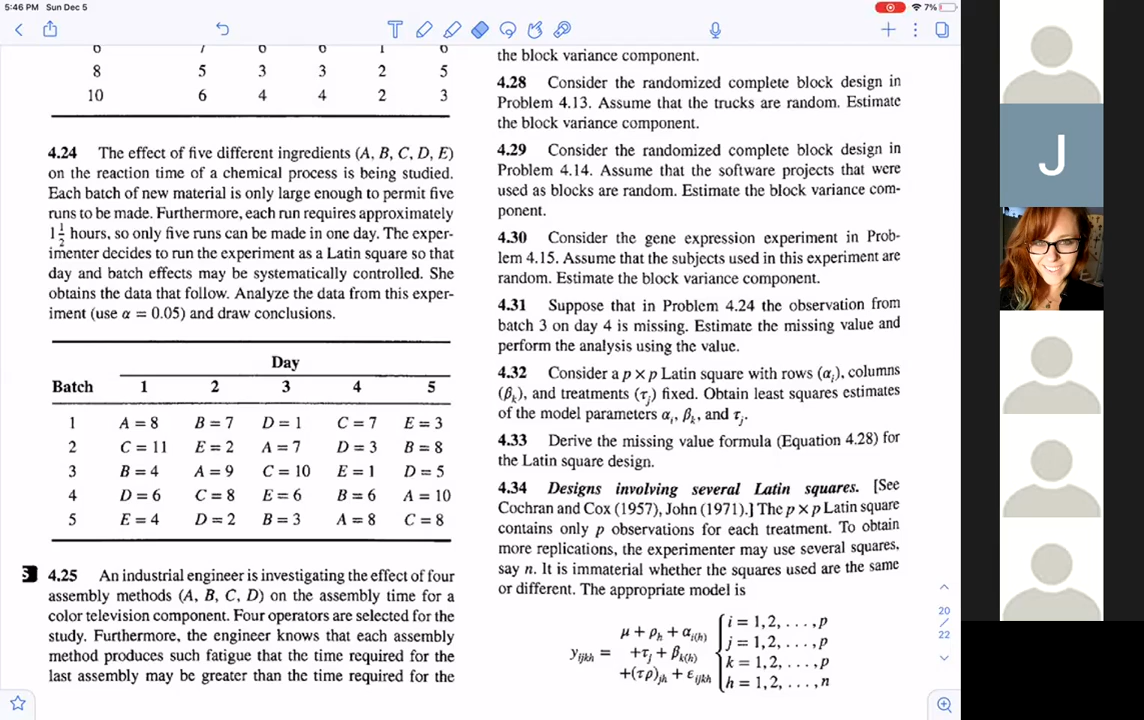 5:46 PM Sun Dec 5
7%
T
6 7 6 6 1 6
8 5 3 3 2 5
10 6 4 4 2 3
4.24 The effect of five different ingredients (A, B, C, D, E)
on the reaction time of a chemical process is being studied.
Each batch of new material is only large enough to permit five
runs to be made. Furthermore, each run requires approximately
1½ hours, so only five runs can be made in one day. The exper-
imenter decides to run the experiment as a Latin square so that
day and batch effects may be systematically controlled. She
obtains the data that follow. Analyze the data from this exper-
iment (use α = 0.05) and draw conclusions.
Day
Batch 1 2 3 4 5
1 A = 8 B = 7 D = 1 C = 7 E = 3
2 C = 11 E = 2 A = 7 D = 3 B = 8
3 B = 4 A = 9 C = 10 E = 1 D = 5
4 D = 6 C = 8 E = 6 B = 6 A = 10
5 E = 4 D = 2 B = 3 A = 8 C = 8
4.25 An industrial engineer is investigating the effect of four
assembly methods (A, B, C, D) on the assembly time for a
color television component. Four operators are selected for the
study. Furthermore, the engineer knows that each assembly
method produces such fatigue that the time required for the
last assembly may be greater than the time required for the
the block variance component.
4.28 Consider the randomized complete block design in
Problem 4.13. Assume that the trucks are random. Estimate
the block variance component.
4.29 Consider the randomized complete block design in
Problem 4.14. Assume that the software projects that were
used as blocks are random. Estimate the block variance com-
ponent.
4.30 Consider the gene expression experiment in Prob-
lem 4.15. Assume that the subjects used in this experiment are
random. Estimate the block variance component.
4.31 Suppose that in Problem 4.24 the observation from
batch 3 on day 4 is missing. Estimate the missing value and
perform the analysis using the value.
4.32 Consider a p × p Latin square with rows (αᵢ), columns
(βₖ), and treatments (τⱼ) fixed. Obtain least squares estimates
of the model parameters αᵢ, βₖ, and τⱼ.
4.33 Derive the missing value formula (Equation 4.28) for
the Latin square design.
4.34 Designs involving several Latin squares. [See
Cochran and Cox (1957), John (1971).] The p × p Latin square
contains only p observations for each treatment. To obtain
more replications, the experimenter may use several squares,
say n. It is immaterial whether the squares used are the same
or different. The appropriate model is
μ + ρ_h + α_i(h) i = 1, 2, . . . , p
y_ijkh = +τ_j + β_k(h) j = 1, 2, . . . , p
k = 1, 2, . . . , p
+(τρ)_jh + ε_ijkh h = 1, 2, . . . , n
20
/
22
J